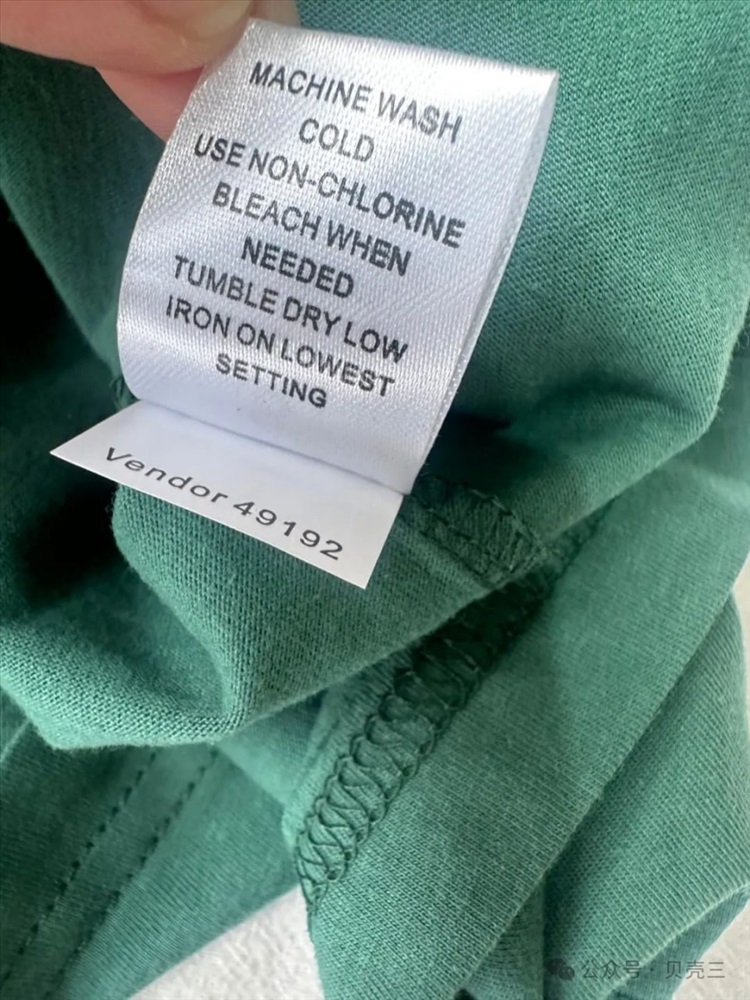 MACHINE WASH
COLD
USE NON-CHLORINE
BLEACH WHEN
NEEDED
TUMBLE DRY LOW
IRON ON LOWEST
SETTING
Vendor 49192
公众号 · 贝壳三